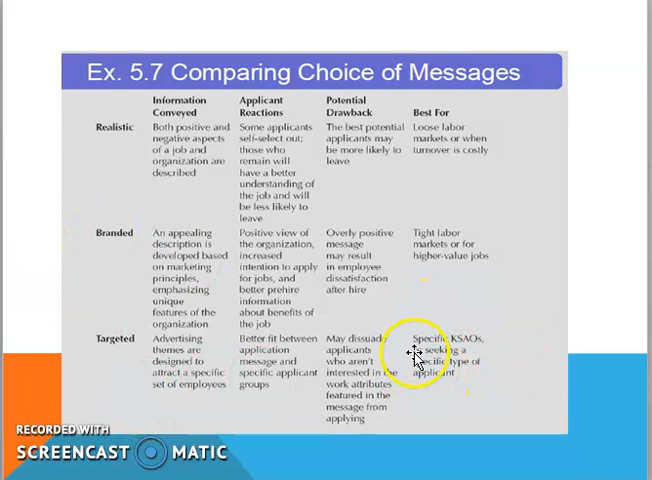 Ex. 5.7 Comparing Choice of Messages
Information Conveyed
Applicant Reactions
Potential Drawback
Best For
Realistic
Both positive and
negative aspects
of a job and
organization are
described
Some applicants
self-select out;
those who
remain will
have a better
understanding of
the job and will
be less likely to
leave
The best potential
applicants may
be more likely to
leave
Loose labor
markets or when
turnover is costly
Branded
An appealing
description is
developed based
on marketing
principles,
emphasizing
unique
features of the
organization
Positive view of
the organization,
increased
intention to apply
for jobs, and
better prehire
information
about benefits of
the job
Overly positive
message
may result
in employee
dissatisfaction
after hire
Tight labor
markets or for
higher-value jobs
Targeted
Advertising
themes are
designed to
attract a specific
set of employees
Better fit between
application
message and
specific applicant
groups
May dissuade
applicants
who aren't
interested in the
work attributes
featured in the
message from
applying
Specific KSAOs,
seeking a
specific type of
applicant
RECORDED WITH
SCREENCAST MATIC